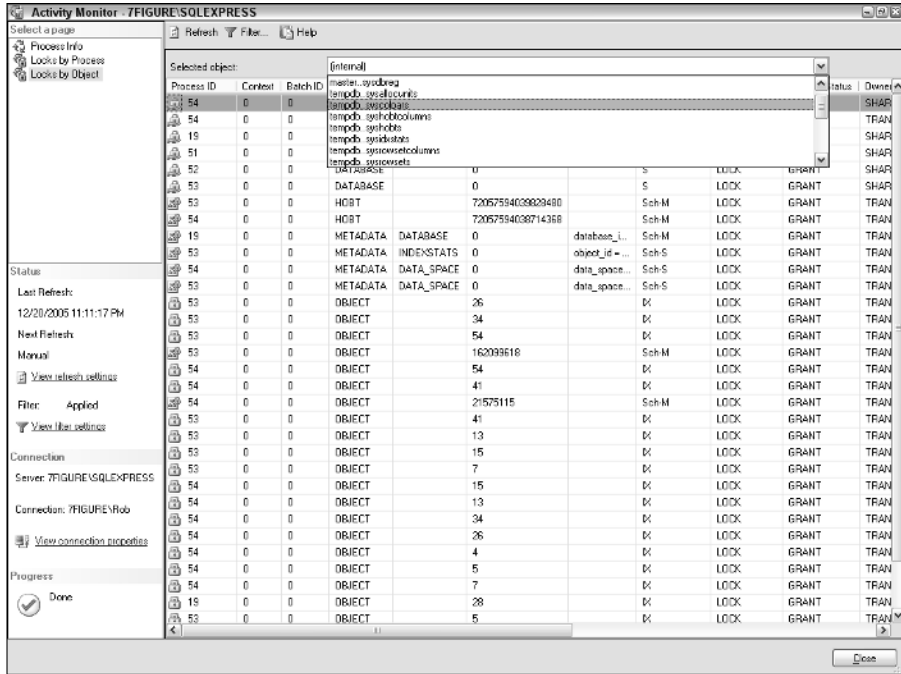 Activity Monitor - 7FIGURE\SQLEXPRESS
Select a page
Process Info
Locks by Process
Locks by Object
Refresh Filter... Help
Selected object: (internal)
master..sysdbreg
tempdb..sysallocunits
tempdb..syscolpars
tempdb..syshobtcolumns
tempdb..syshobts
tempdb..sysidxstats
tempdb..sysrowsetcolumns
tempdb..sysrowsets
Process ID Context Batch ID Status Owner
54 0 0 SHAR
54 0 0 TRAN
19 0 0 SHAR
51 0 0 SHAR
52 0 0 DATABASE 0 S LOCK GRANT SHAR
53 0 0 DATABASE 0 S LOCK GRANT SHAR
53 0 0 HOBT 72057594039828480 Sch-M LOCK GRANT TRAN
54 0 0 HOBT 72057594038714368 Sch-M LOCK GRANT TRAN
19 0 0 METADATA DATABASE 0 database_i... Sch-M LOCK GRANT TRAN
53 0 0 METADATA INDEXSTATS 0 object_id = ... Sch-S LOCK GRANT TRAN
54 0 0 METADATA DATA_SPACE 0 data_space... Sch-S LOCK GRANT TRAN
53 0 0 METADATA DATA_SPACE 0 data_space... Sch-S LOCK GRANT TRAN
53 0 0 OBJECT 26 IX LOCK GRANT TRAN
53 0 0 OBJECT 34 IX LOCK GRANT TRAN
53 0 0 OBJECT 54 IX LOCK GRANT TRAN
53 0 0 OBJECT 162099618 Sch-M LOCK GRANT TRAN
54 0 0 OBJECT 54 IX LOCK GRANT TRAN
54 0 0 OBJECT 41 IX LOCK GRANT TRAN
54 0 0 OBJECT 21575115 Sch-M LOCK GRANT TRAN
53 0 0 OBJECT 41 IX LOCK GRANT TRAN
53 0 0 OBJECT 13 IX LOCK GRANT TRAN
53 0 0 OBJECT 15 IX LOCK GRANT TRAN
53 0 0 OBJECT 7 IX LOCK GRANT TRAN
54 0 0 OBJECT 15 IX LOCK GRANT TRAN
54 0 0 OBJECT 13 IX LOCK GRANT TRAN
54 0 0 OBJECT 34 IX LOCK GRANT TRAN
54 0 0 OBJECT 26 IX LOCK GRANT TRAN
54 0 0 OBJECT 4 IX LOCK GRANT TRAN
54 0 0 OBJECT 5 IX LOCK GRANT TRAN
54 0 0 OBJECT 7 IX LOCK GRANT TRAN
19 0 0 OBJECT 28 IX LOCK GRANT TRAN
53 0 0 OBJECT 5 IX LOCK GRANT TRAN
Status
Last Refresh:
12/20/2005 11:11:17 PM
Next Refresh:
Manual
View refresh settings
Filter: Applied
View filter settings
Connection
Server: 7FIGURE\SQLEXPRESS
Connection: 7FIGURE\Rob
View connection properties
Progress
Done
Close